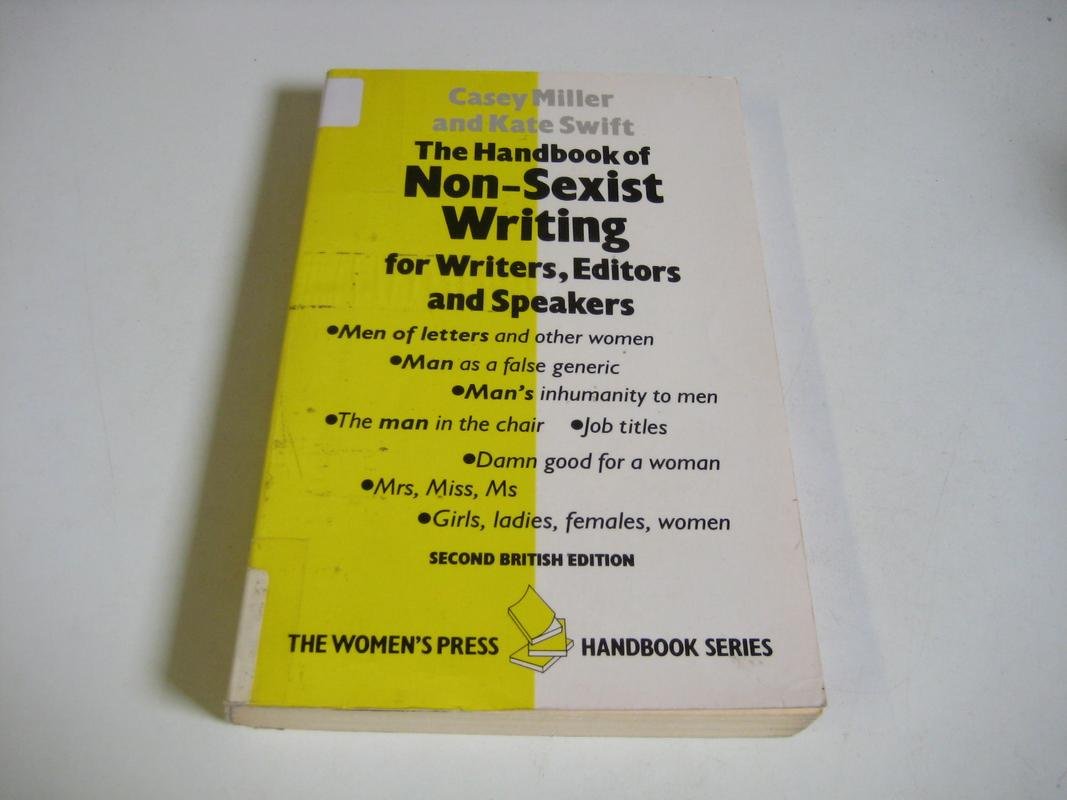 Casey Miller
and Kate Swift
The Handbook of
Non-Sexist
Writing
for Writers, Editors
and Speakers
•Men of letters and other women
•Man as a false generic
•Man's inhumanity to men
•The man in the chair •Job titles
•Damn good for a woman
•Mrs, Miss, Ms
•Girls, ladies, females, women
SECOND BRITISH EDITION
THE WOMEN'S PRESS HANDBOOK SERIES